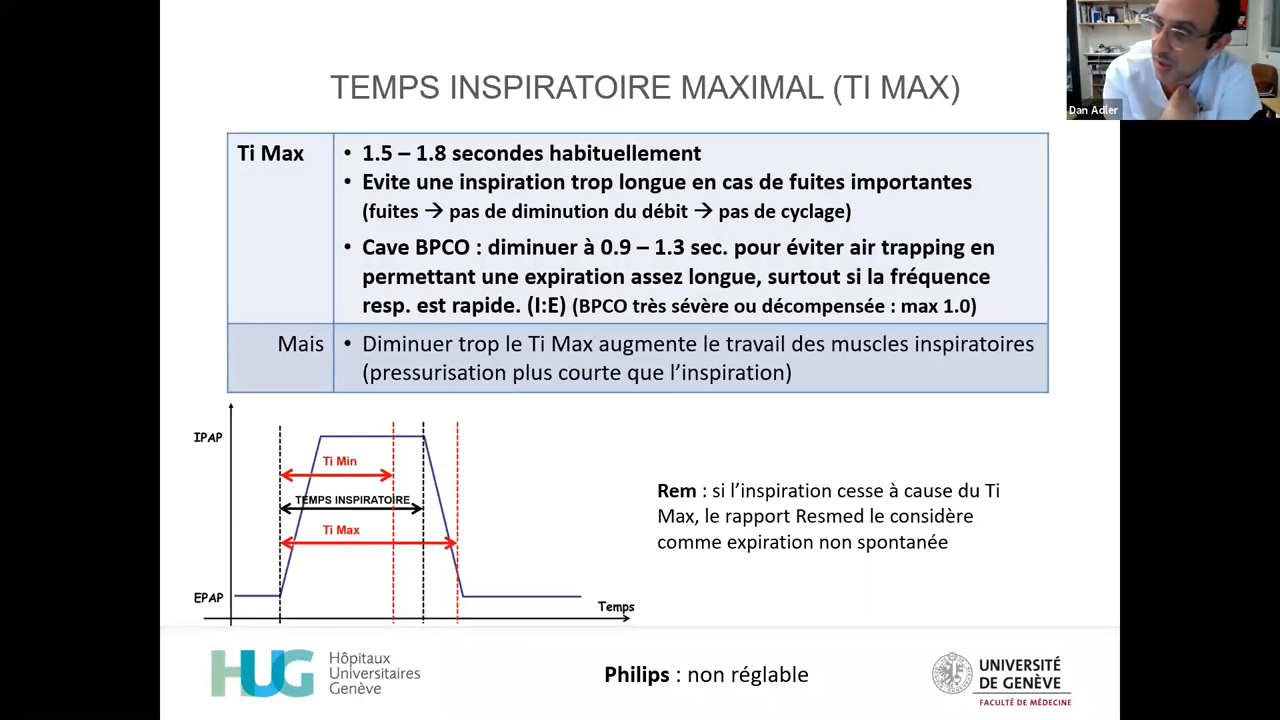 Dan Adler
TEMPS INSPIRATOIRE MAXIMAL (TI MAX)
Ti Max
• 1.5 – 1.8 secondes habituellement
• Evite une inspiration trop longue en cas de fuites importantes
(fuites → pas de diminution du débit → pas de cyclage)
• Cave BPCO : diminuer à 0.9 – 1.3 sec. pour éviter air trapping en
permettant une expiration assez longue, surtout si la fréquence
resp. est rapide. (I:E) (BPCO très sévère ou décompensée : max 1.0)
Mais
• Diminuer trop le Ti Max augmente le travail des muscles inspiratoires
(pressurisation plus courte que l’inspiration)
IPAP
Ti Min
TEMPS INSPIRATOIRE
Ti Max
EPAP
Temps
Rem : si l’inspiration cesse à cause du Ti
Max, le rapport Resmed le considère
comme expiration non spontanée
HUG
Hôpitaux
Universitaires
Genève
Philips : non réglable
UNIVERSITÉ
DE GENÈVE
FACULTÉ DE MÉDECINE